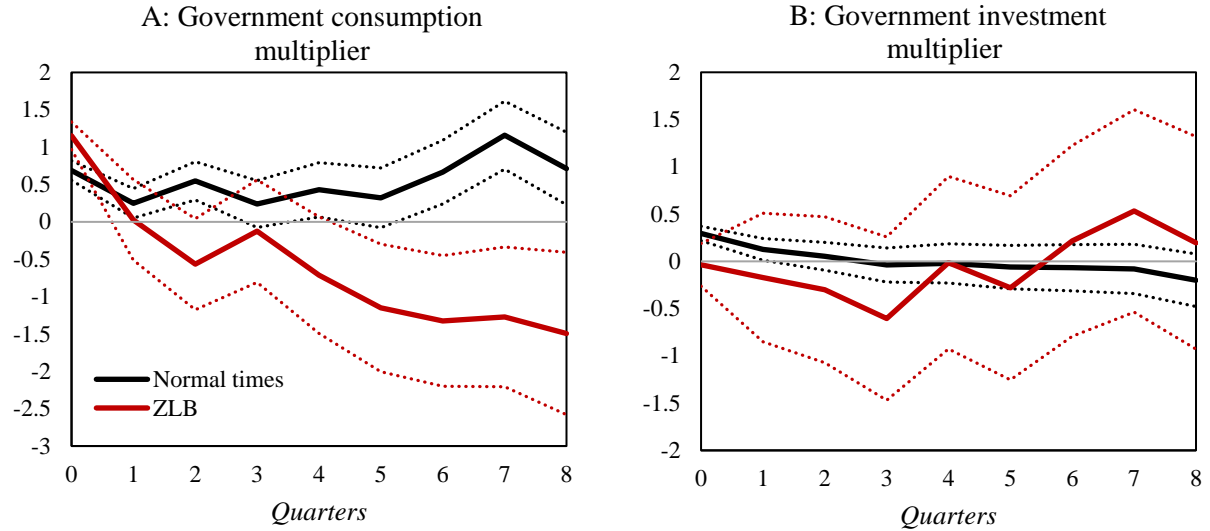 A: Government consumption
multiplier
2
1.5
1
0.5
0
-0.5
-1
-1.5
-2
-2.5
-3
Normal times
ZLB
0 1 2 3 4 5 6 7 8
Quarters
B: Government investment
multiplier
2
1.5
1
0.5
0
-0.5
-1
-1.5
-2
0 1 2 3 4 5 6 7 8
Quarters